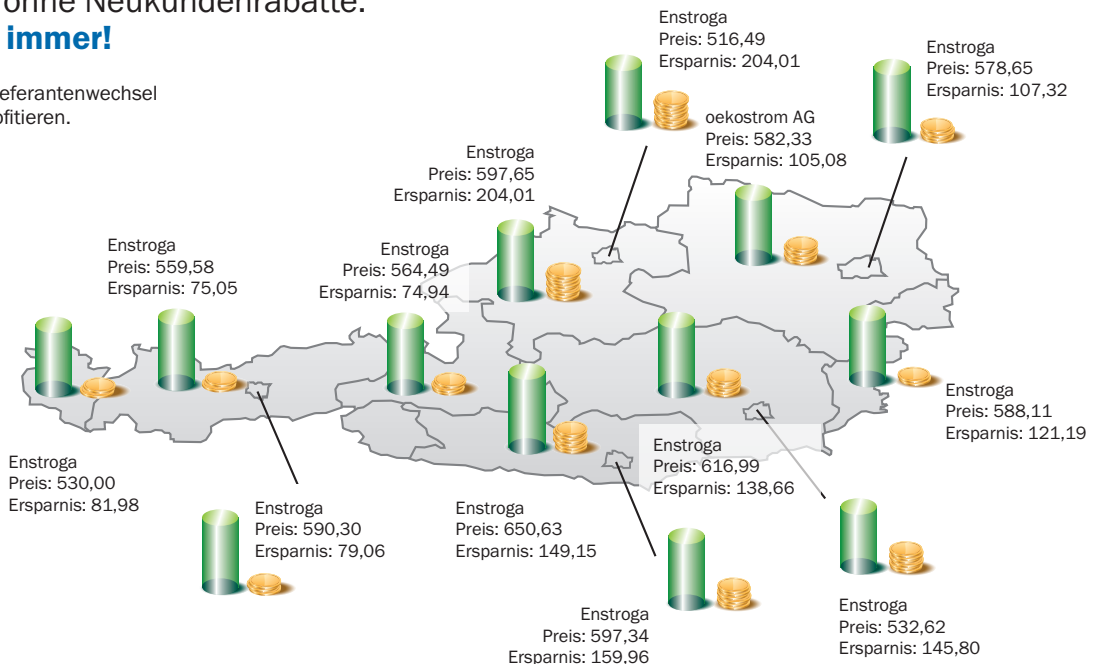 ohne Neukundenrabatte.
immer!
eferantenwechsel
ofitieren.
Enstroga
Preis: 516,49
Ersparnis: 204,01
Enstroga
Preis: 578,65
Ersparnis: 107,32
oekostrom AG
Preis: 582,33
Ersparnis: 105,08
Enstroga
Preis: 597,65
Ersparnis: 204,01
Enstroga
Preis: 559,58
Ersparnis: 75,05
Enstroga
Preis: 564,49
Ersparnis: 74,94
Enstroga
Preis: 588,11
Ersparnis: 121,19
Enstroga
Preis: 530,00
Ersparnis: 81,98
Enstroga
Preis: 590,30
Ersparnis: 79,06
Enstroga
Preis: 650,63
Ersparnis: 149,15
Enstroga
Preis: 616,99
Ersparnis: 138,66
Enstroga
Preis: 597,34
Ersparnis: 159,96
Enstroga
Preis: 532,62
Ersparnis: 145,80